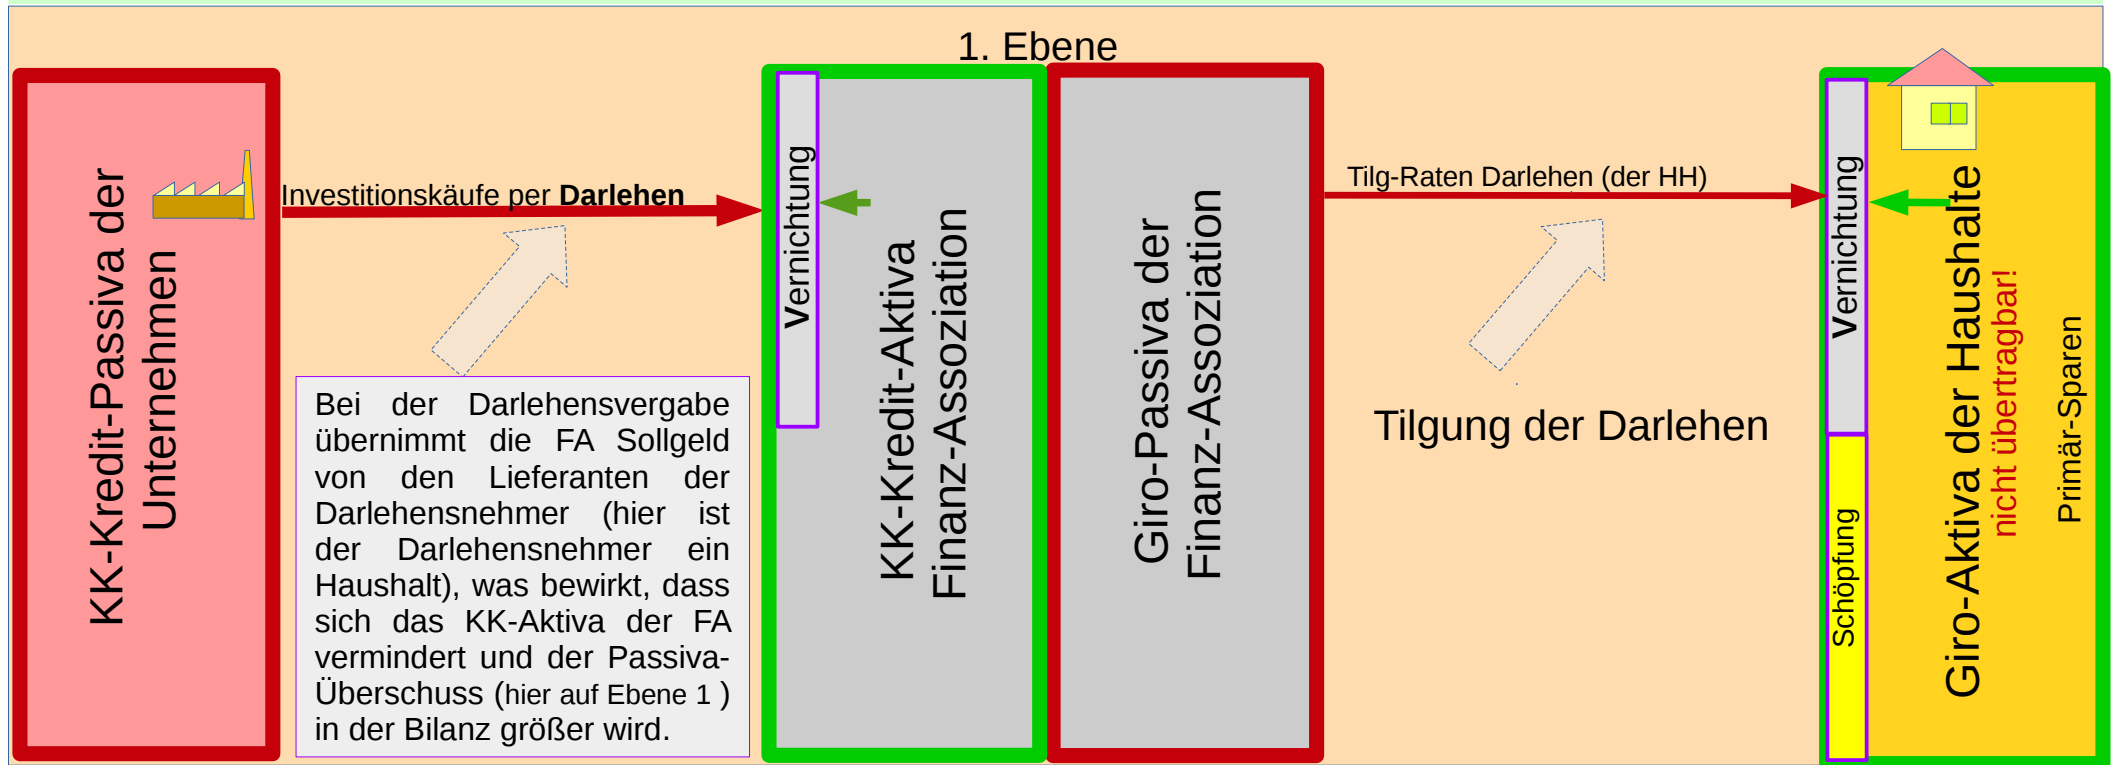 1. Ebene
KK-Kredit-Passiva der
Unternehmen
Investitionskäufe per Darlehen
Bei der Darlehensvergabe
übernimmt die FA Sollgeld
von den Lieferanten der
Darlehensnehmer (hier ist
der Darlehensnehmer ein
Haushalt), was bewirkt, dass
sich das KK-Aktiva der FA
vermindert und der Passiva-
Überschuss (hier auf Ebene 1 )
in der Bilanz größer wird.
Vernichtung
KK-Kredit-Aktiva
Finanz-Assoziation
Giro-Passiva der
Finanz-Assoziation
Tilg-Raten Darlehen (der HH)
Tilgung der Darlehen
Vernichtung
Schöpfung
Giro-Aktiva der Haushalte
nicht übertragbar!
Primär-Sparen